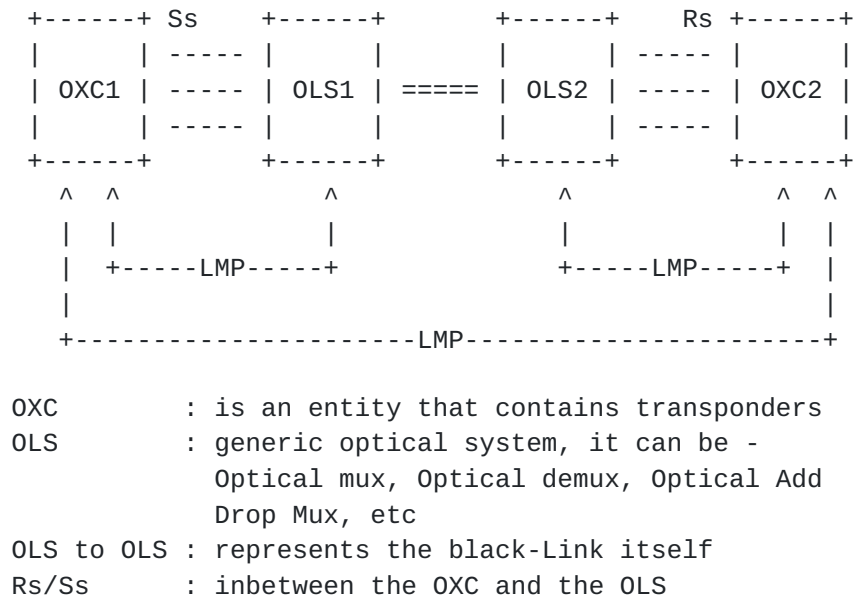 +------+ Ss    +------+       +------+    Rs +------+
|      | ----- |      |       |      | ----- |      |
| OXC1 | ----- | OLS1 | ===== | OLS2 | ----- | OXC2 |
|      | ----- |      |       |      | ----- |      |
+------+       +------+       +------+       +------+
  ^  ^             ^              ^             ^  ^
  |  |             |              |             |  |
  |  +-----LMP-----+              +-----LMP-----+  |
  |                                                |
  +----------------------LMP-----------------------+
OXC        : is an entity that contains transponders
OLS        : generic optical system, it can be -
             Optical mux, Optical demux, Optical Add
             Drop Mux, etc
OLS to OLS : represents the black-Link itself
Rs/Ss      : inbetween the OXC and the OLS